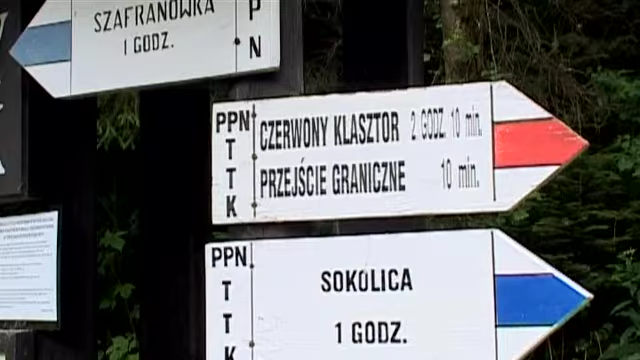 SZAFRANÓWKA
1 GODZ.
P
N
PPN
T
T
K
CZERWONY KLASZTOR 2 GODZ. 10 min.
PRZEJŚCIE GRANICZNE 10 min.
PPN
T
T
K
SOKOLICA
1 GODZ.